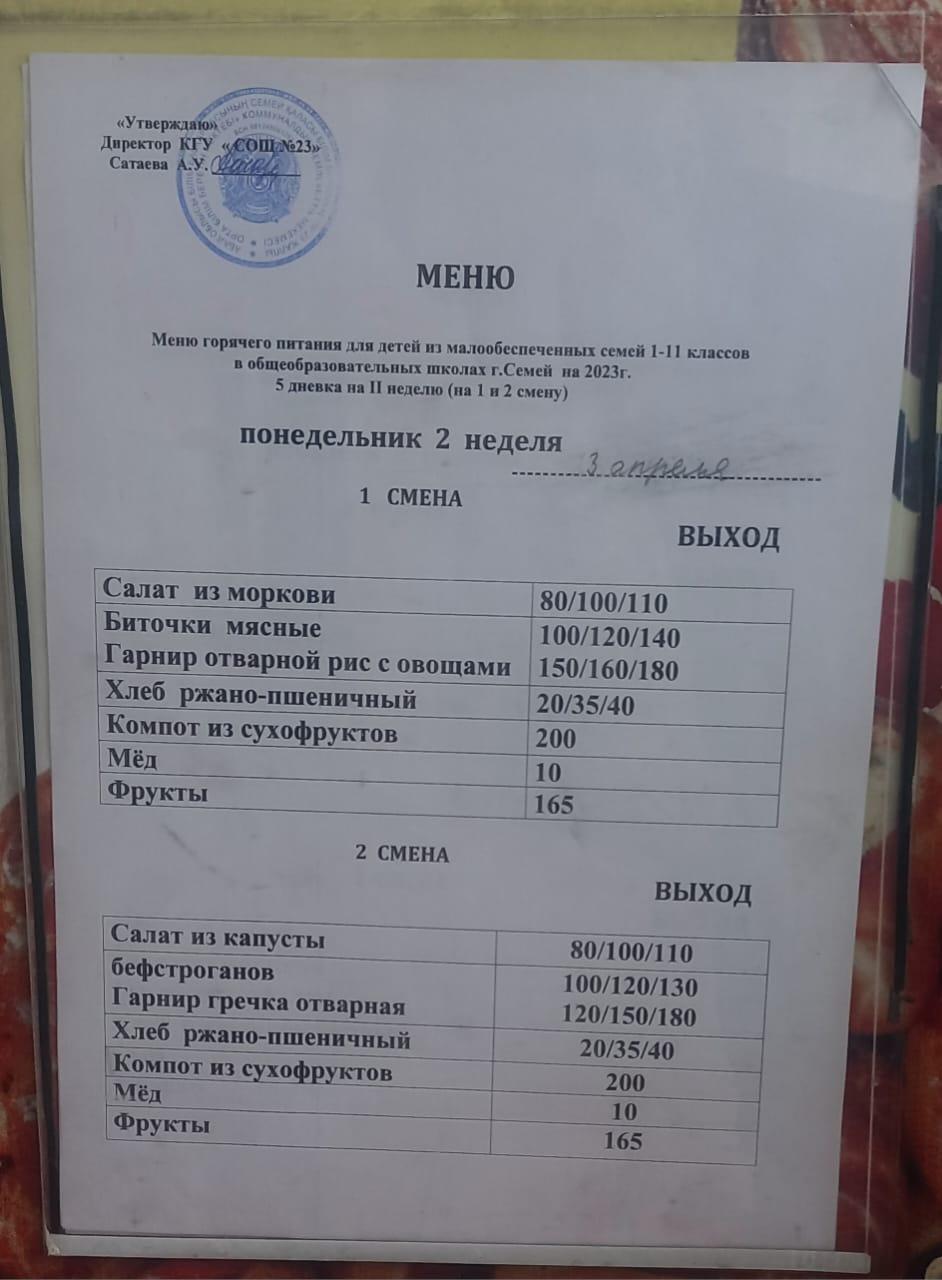 «Утверждаю»
Директор КГУ « СОШ №23»
Сатаева А.У.
МЕНЮ
Меню горячего питания для детей из малообеспеченных семей 1-11 классов
в общеобразовательных школах г.Семей на 2023г.
5 дневка на II неделю (на 1 и 2 смену)
понедельник 2 неделя
3 апреля
1 СМЕНА
ВЫХОД
Салат из моркови 80/100/110
Биточки мясные 100/120/140
Гарнир отварной рис с овощами 150/160/180
Хлеб ржано-пшеничный 20/35/40
Компот из сухофруктов 200
Мёд 10
Фрукты 165
2 СМЕНА
ВЫХОД
Салат из капусты 80/100/110
бефстроганов 100/120/130
Гарнир гречка отварная 120/150/180
Хлеб ржано-пшеничный 20/35/40
Компот из сухофруктов 200
Мёд 10
Фрукты 165